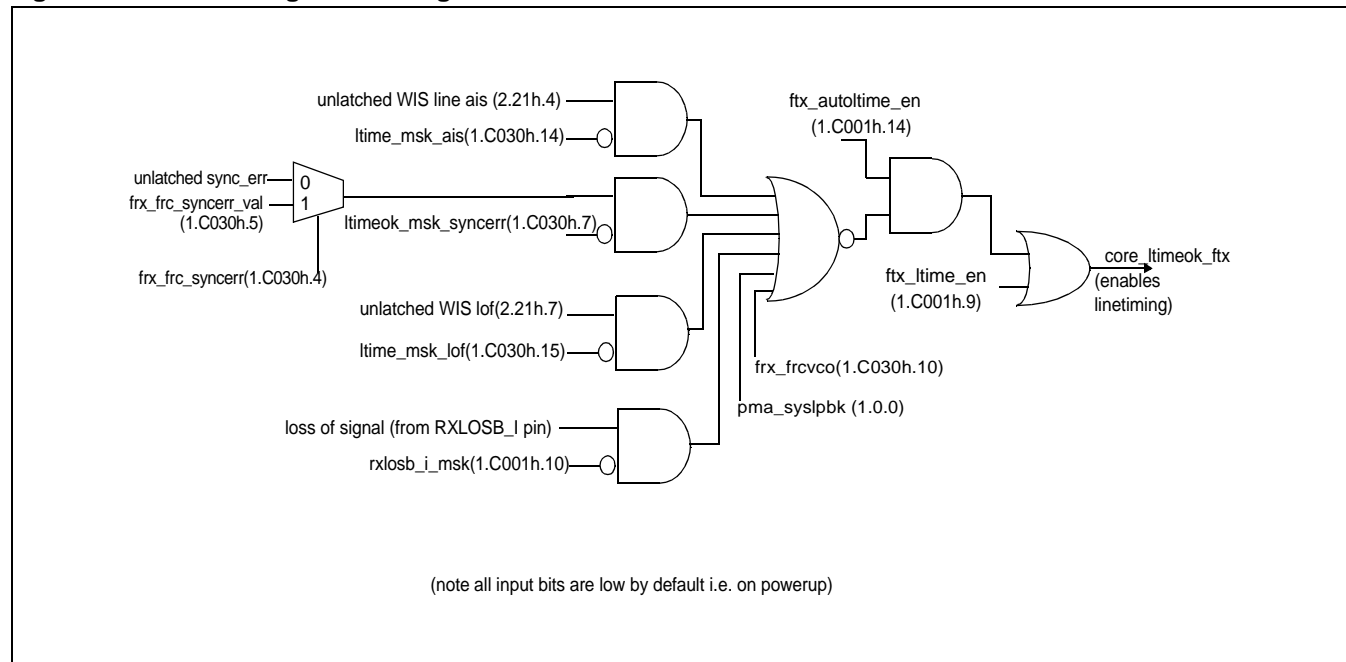 unlatched WIS line ais (2.21h.4)
ltime_msk_ais(1.C030h.14)
ftx_autoltime_en
(1.C001h.14)
unlatched sync_err
0
frx_frc_syncerr_val
1
(1.C030h.5)
ltimeok_msk_syncerr(1.C030h.7)
frx_frc_syncerr(1.C030h.4)
core_ltimeok_ftx
(enables
linetiming)
ftx_ltime_en
(1.C001h.9)
unlatched WIS lof(2.21h.7)
ltime_msk_lof(1.C030h.15)
frx_frcvco(1.C030h.10)
pma_syslpbk (1.0.0)
loss of signal (from RXLOSB_I pin)
rxlosb_i_msk(1.C001h.10)
(note all input bits are low by default i.e. on powerup)